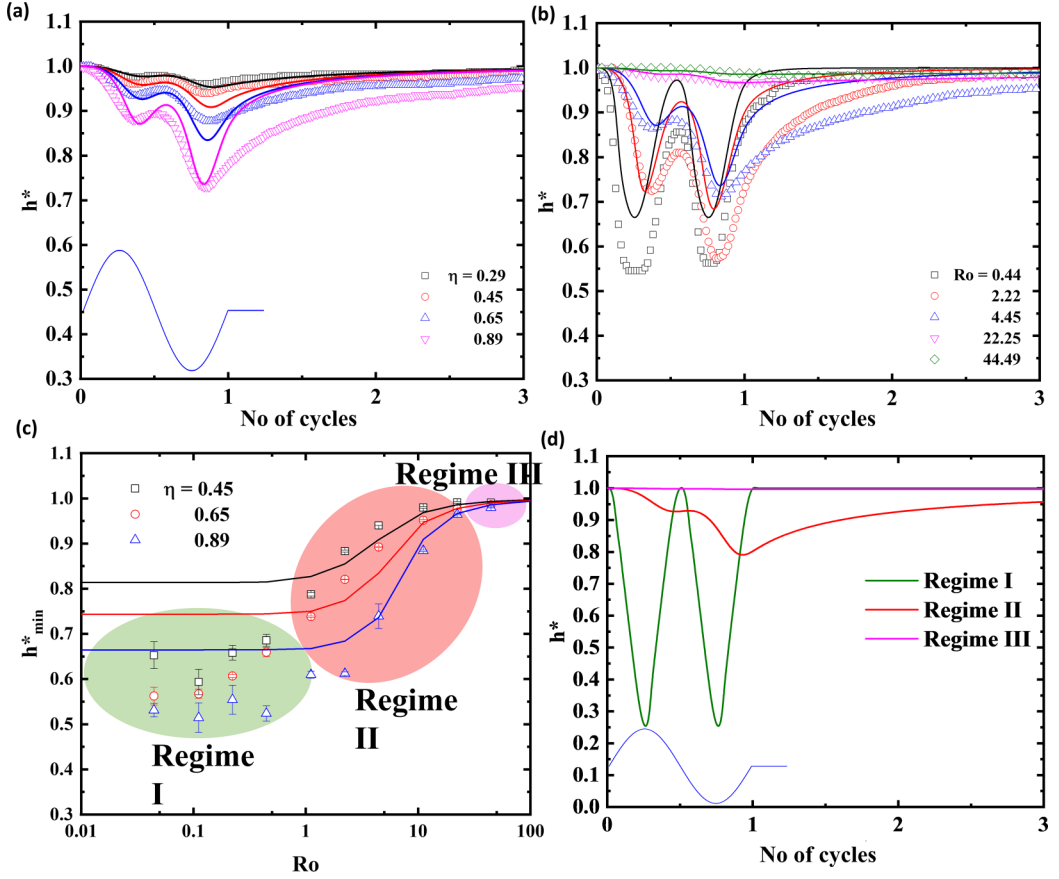 (a)
1.1
1.0
0.9
0.8
0.7
0.6
0.5
0.4
0.3
h*
η = 0.29
0.45
0.65
0.89
0
1
2
3
No of cycles
(b)
1.1
1.0
0.9
0.8
0.7
0.6
0.5
0.4
0.3
h*
Ro = 0.44
2.22
4.45
22.25
44.49
0
1
2
3
No of cycles
(c)
1.1
1.0
0.9
0.8
0.7
0.6
0.5
0.4
0.3
h*min
η = 0.45
0.65
0.89
Regime III
Regime
II
Regime
I
0.01
0.1
1
10
100
Ro
(d)
1.1
1.0
0.9
0.8
0.7
0.6
0.5
0.4
0.3
0.2
0.1
0.0
h*
Regime I
Regime II
Regime III
0
1
2
3
No of cycles